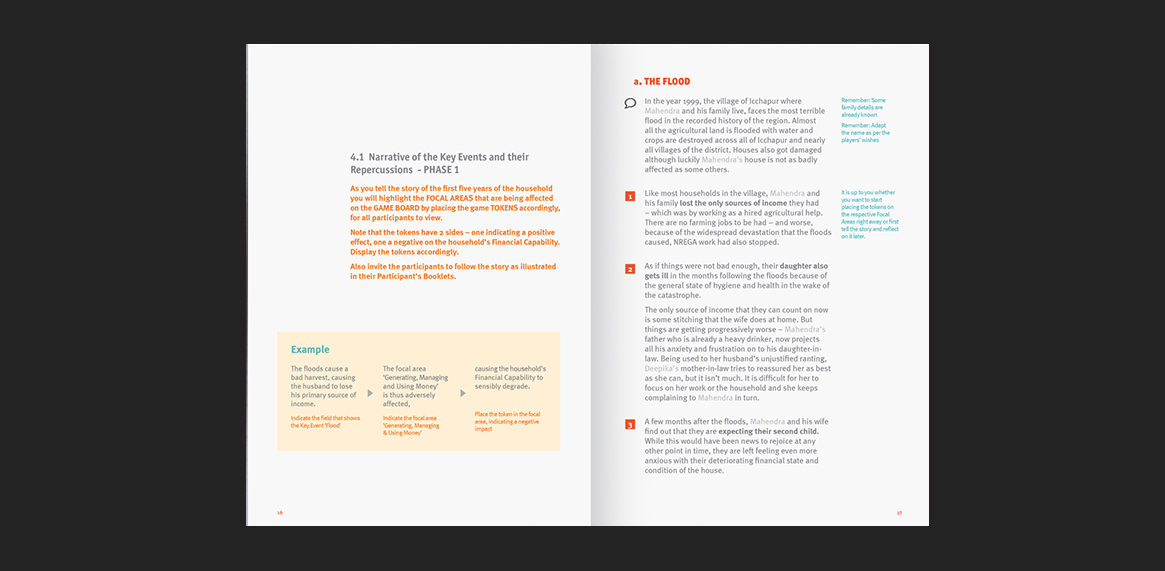 4.1 Narrative of the Key Events and their
Repercussions - PHASE 1
As you tell the story of the first five years of the household
you will highlight the FOCAL AREAS that are being affected
on the GAME BOARD by placing the game TOKENS accordingly,
for all participants to view.
Note that the tokens have 2 sides – one indicating a positive
effect, one a negative on the household's Financial Capability.
Display the tokens accordingly.
Also invite the participants to follow the story as illustrated
in their Participant's Booklets.
Example
The floods cause a
bad harvest, causing
the husband to lose
his primary source of
income.
Indicate the field that shows
the Key Event 'Flood'
The focal area
'Generating, Managing
and Using Money'
is thus adversely
affected,
Indicate the focal area
'Generating, Managing
& Using Money'
causing the household's
Financial Capability to
sensibly degrade.
Place the token in the focal
area, indicating a negative
impact
16
a. THE FLOOD
In the year 1999, the village of Icchapur where
Mahendra and his family live, faces the most terrible
flood in the recorded history of the region. Almost
all the agricultural land is flooded with water and
crops are destroyed across all of Icchapur and nearly
all villages of the district. Houses also got damaged
although luckily Mahendra's house is not as badly
affected as some others.
Remember: Some
family details are
already known
Remember: Adapt
the name as per the
players' wishes
1
Like most households in the village, Mahendra and
his family lost the only sources of income they had
– which was by working as a hired agricultural help.
There are no farming jobs to be had – and worse,
because of the widespread devastation that the floods
caused, NREGA work had also stopped.
It is up to you whether
you want to start
placing the tokens on
the respective Focal
Areas right away or first
tell the story and reflect
on it later.
2
As if things were not bad enough, their daughter also
gets ill in the months following the floods because of
the general state of hygiene and health in the wake of
the catastrophe.
The only source of income that they can count on now
is some stitching that the wife does at home. But
things are getting progressively worse – Mahendra's
father who is already a heavy drinker, now projects
all his anxiety and frustration on to his daughter-in-
law. Being used to her husband's unjustified ranting,
Deepika's mother-in-law tries to reassured her as best
as she can, but it isn't much. It is difficult for her to
focus on her work or the household and she keeps
complaining to Mahendra in turn.
3
A few months after the floods, Mahendra and his wife
find out that they are expecting their second child.
While this would have been news to rejoice at any
other point in time, they are left feeling even more
anxious with their deteriorating financial state and
condition of the house.
17